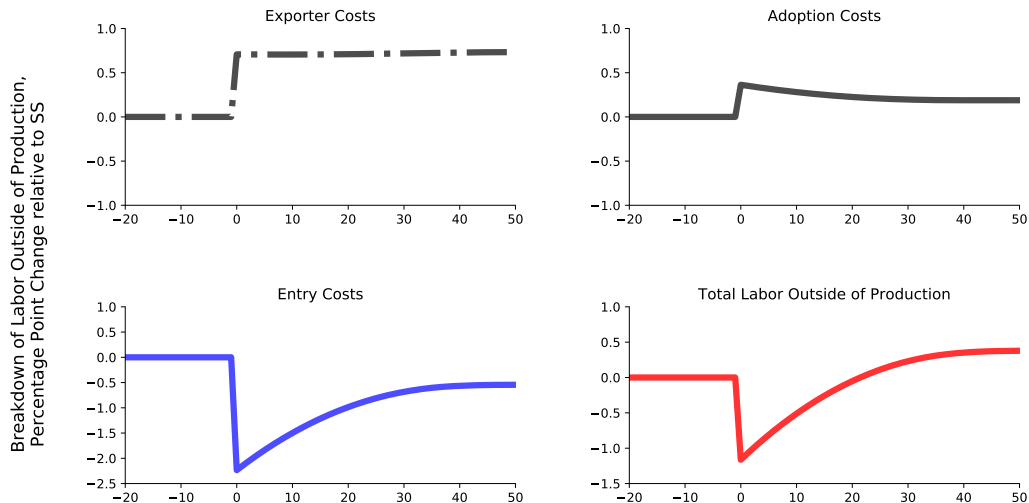 Breakdown of Labor Outside of Production,
Percentage Point Change relative to SS
Exporter Costs
1.0
0.5
0.0
−0.5
−1.0
−20 −10 0 10 20 30 40 50
Adoption Costs
1.0
0.5
0.0
−0.5
−1.0
−20 −10 0 10 20 30 40 50
Entry Costs
1.0
0.5
0.0
−0.5
−1.0
−1.5
−2.0
−2.5
−20 −10 0 10 20 30 40 50
Total Labor Outside of Production
1.0
0.5
0.0
−0.5
−1.0
−1.5
−20 −10 0 10 20 30 40 50